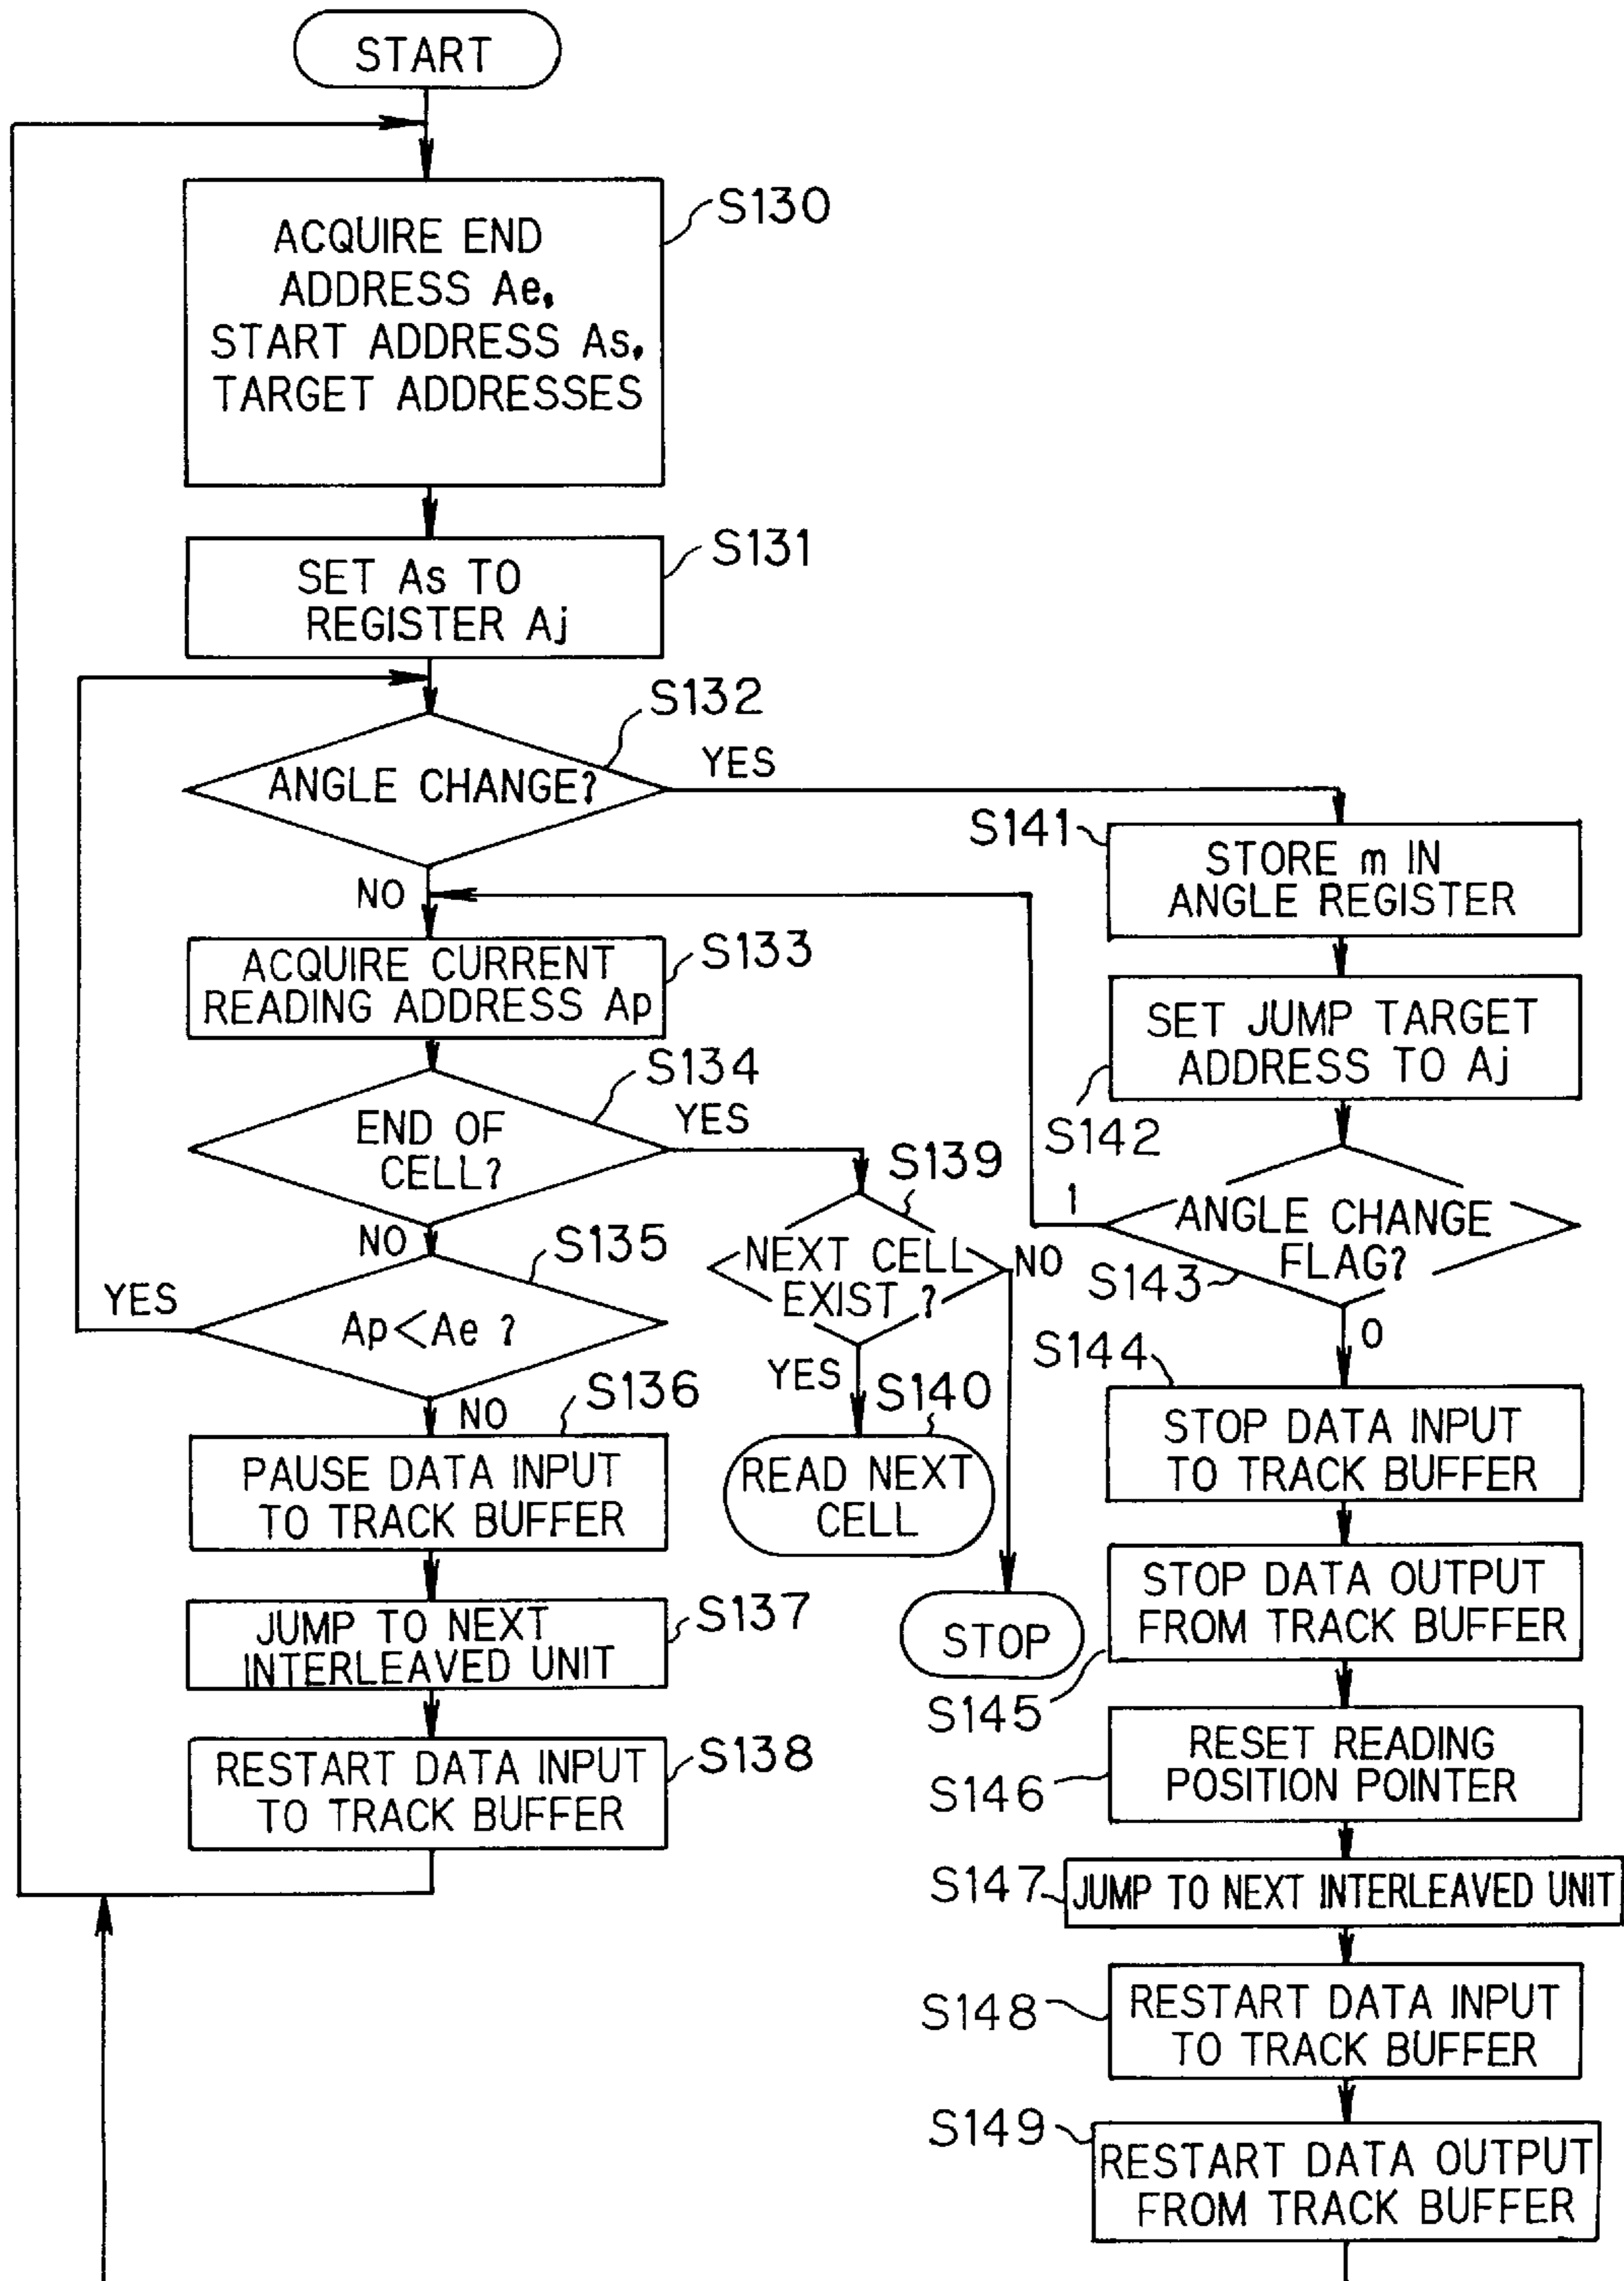 START
S130
ACQUIRE END
ADDRESS Ae,
START ADDRESS As,
TARGET ADDRESSES
S131
SET As TO
REGISTER Aj
S132
ANGLE CHANGE?
YES
NO
S133
ACQUIRE CURRENT
READING ADDRESS Ap
S134
END OF
CELL?
YES
NO
S135
Ap<Ae ?
YES
NO
S136
PAUSE DATA INPUT
TO TRACK BUFFER
S137
JUMP TO NEXT
INTERLEAVED UNIT
S138
RESTART DATA INPUT
TO TRACK BUFFER
S139
NEXT CELL
EXIST ?
NO
YES
S140
READ NEXT
CELL
STOP
S141
STORE m IN
ANGLE REGISTER
SET JUMP TARGET
ADDRESS TO Aj
S142
1
ANGLE CHANGE
FLAG?
S143
0
S144
STOP DATA INPUT
TO TRACK BUFFER
STOP DATA OUTPUT
FROM TRACK BUFFER
S145
RESET READING
POSITION POINTER
S146
S147
JUMP TO NEXT INTERLEAVED UNIT
S148
RESTART DATA INPUT
TO TRACK BUFFER
S149
RESTART DATA OUTPUT
FROM TRACK BUFFER